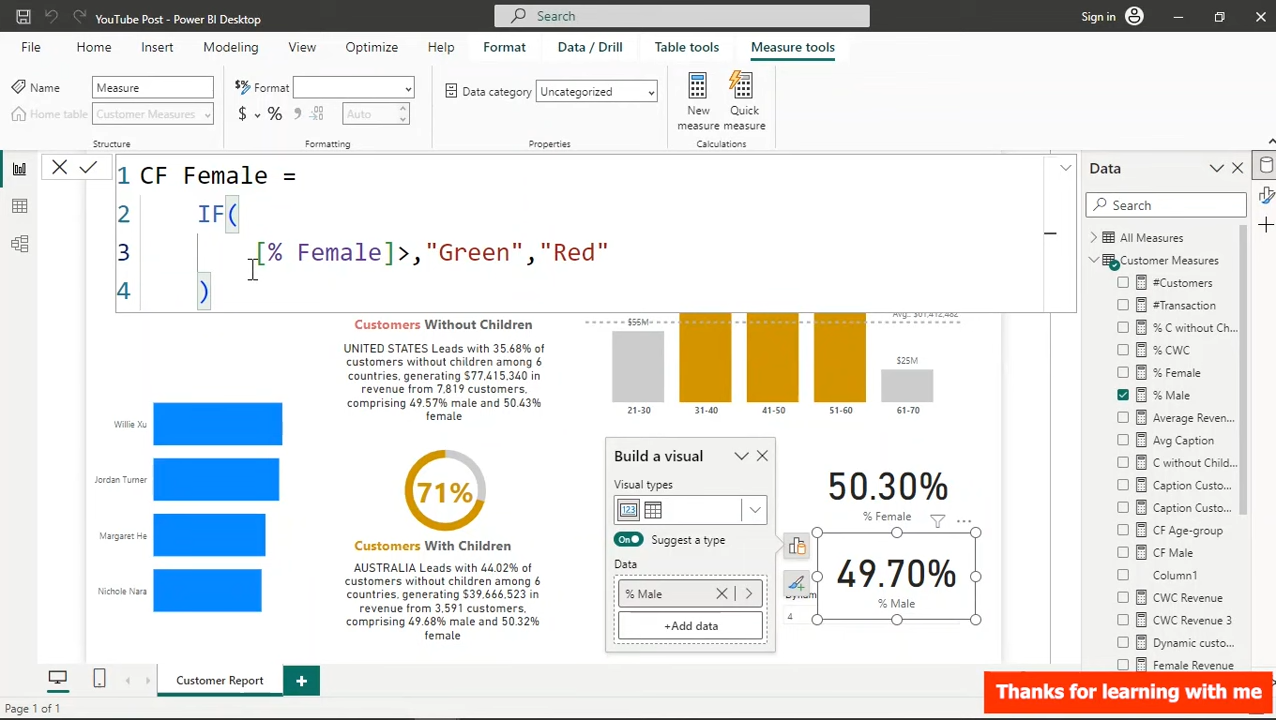 YouTube Post - Power BI Desktop
Search
Sign in
File
Home
Insert
Modeling
View
Optimize
Help
Format
Data / Drill
Table tools
Measure tools
Name
Measure
Home table
Customer Measures
Structure
$% Format
$
%
Auto
Formatting
Data category
Uncategorized
Properties
New measure
Quick measure
Calculations
1 CF Female =
2 IF(
3 [% Female]>,"Green","Red"
4 )
Customers Without Children
UNITED STATES Leads with 35.68% of
customers without children among 6
countries, generating $77,415,340 in
revenue from 7,819 customers,
comprising 49.57% male and 50.43%
female
71%
Customers With Children
AUSTRALIA Leads with 44.02% of
customers without children among 6
countries, generating $39,666,523 in
revenue from 3,591 customers,
comprising 49.68% male and 50.32%
female
Willie Xu
Jordan Turner
Margaret He
Nichole Nara
$55M
$25M
21-30
31-40
41-50
51-60
61-70
Build a visual
Visual types
123
On
Suggest a type
Data
% Male
+Add data
50.30%
% Female
49.70%
% Male
4
Data
Search
All Measures
Customer Measures
#Customers
#Transaction
% C without Ch...
% CWC
% Female
% Male
Average Reven...
Avg Caption
C without Child...
Caption Custo...
Caption Custo...
CF Age-group
CF Male
Column1
CWC Revenue
CWC Revenue 3
Dynamic custo...
Female Revenue
Customer Report
Page 1 of 1
Thanks for learning with me